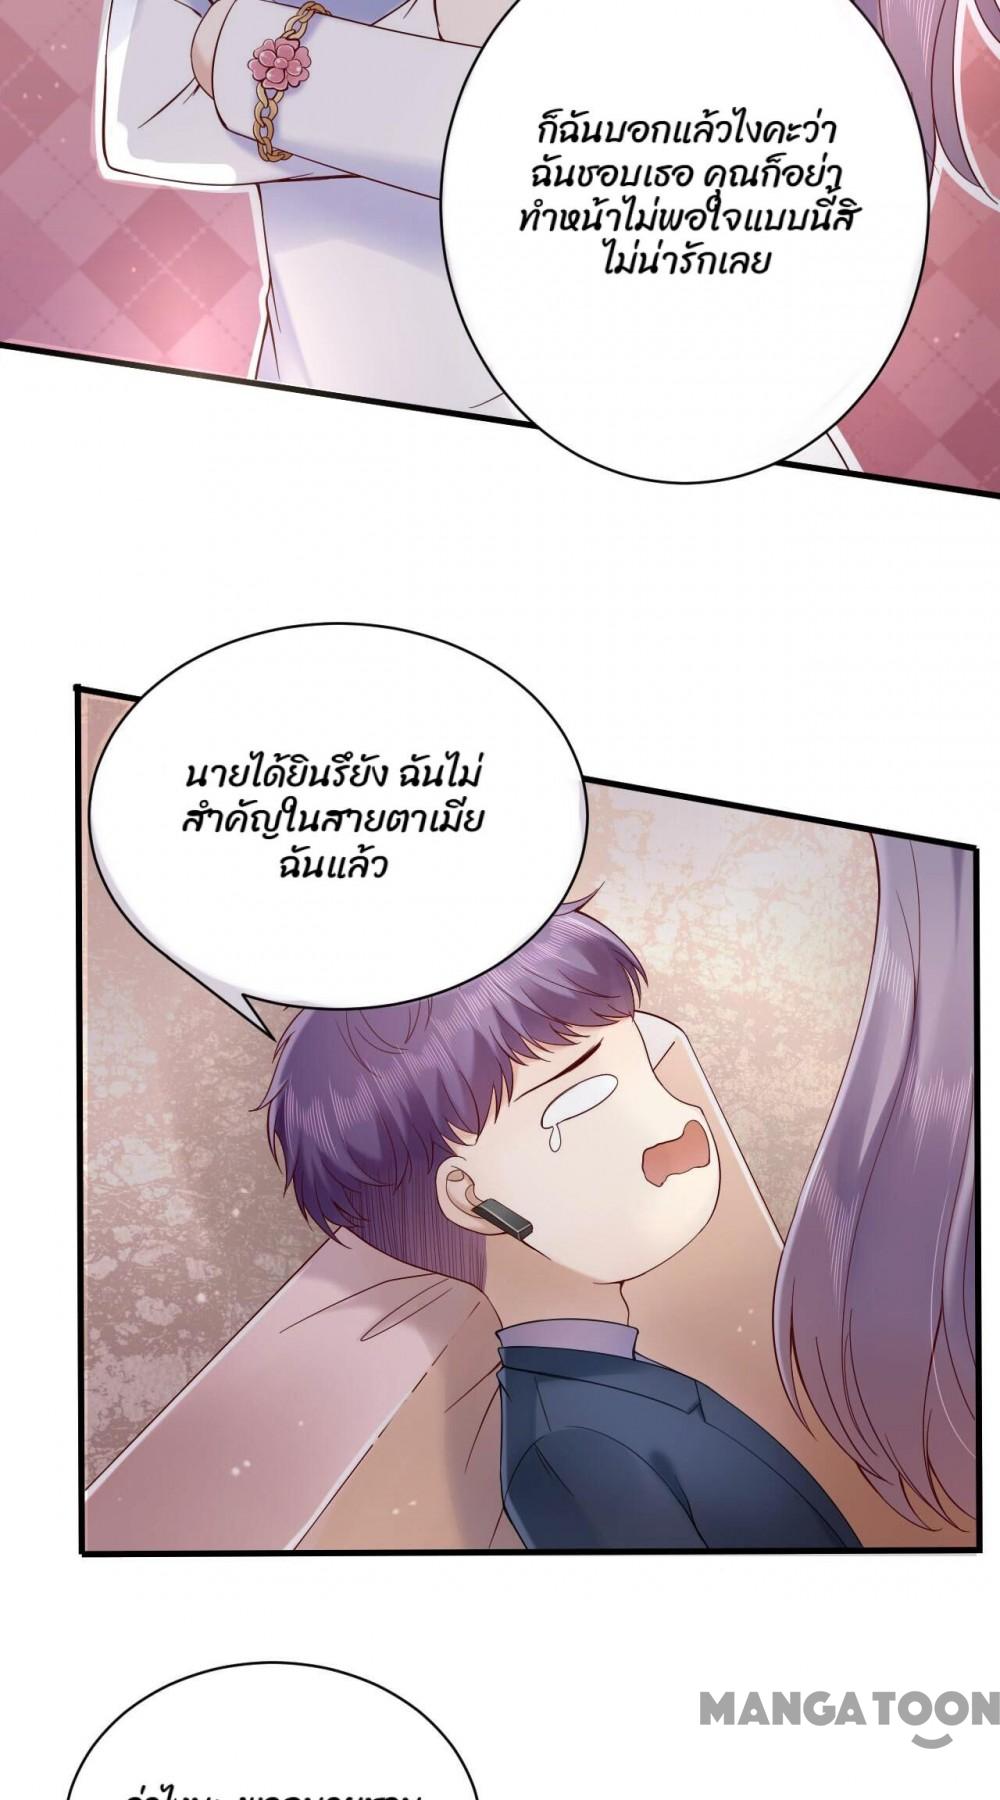 ก็ฉันบอกแล้วไงคะว่า
ฉันชอบเธอ คุณก็อย่า
ทำหน้าไม่พอใจแบบนี้สิ
ไม่น่ารักเลย
นายได้ยินรึยัง ฉันไม่
สำคัญในสายตาเมีย
ฉันแล้ว
MANGATOON